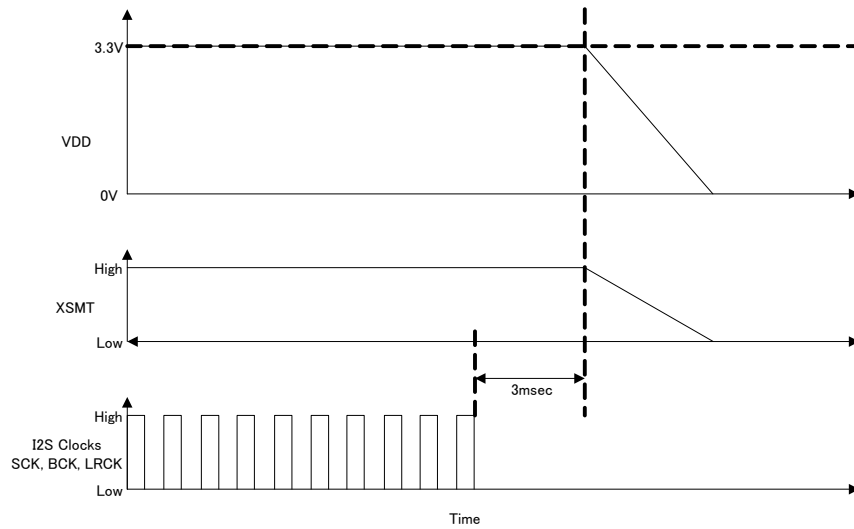 3.3V
VDD
0V
High
XSMT
Low
3msec
High
I2S Clocks
SCK, BCK, LRCK
Low
Time